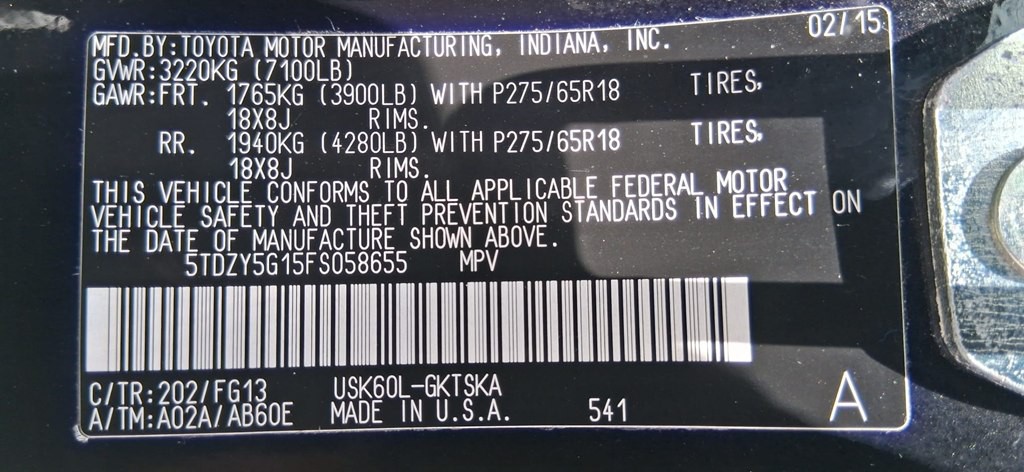 02/15
MFD.BY:TOYOTA MOTOR MANUFACTURING, INDIANA, INC.
GVWR:3220KG (7100LB)
GAWR:FRT. 1765KG (3900LB) WITH P275/65R18 TIRES,
18X8J RIMS.
RR. 1940KG (4280LB) WITH P275/65R18 TIRES,
18X8J RIMS.
THIS VEHICLE CONFORMS TO ALL APPLICABLE FEDERAL MOTOR
VEHICLE SAFETY AND THEFT PREVENTION STANDARDS IN EFFECT ON
THE DATE OF MANUFACTURE SHOWN ABOVE.
5TDZY5G15FS058655 MPV
C/TR:202/FG13 USK60L-GKTSKA
A/TM:A02A/AB60E MADE IN U.S.A. 541 A